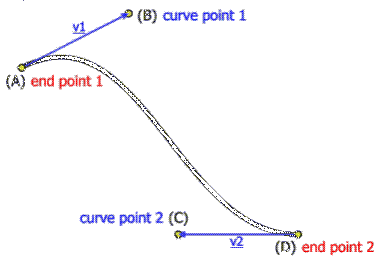 v1
(B) curve point 1
(A) end point 1
curve point 2 (C)
v2
(D) end point 2